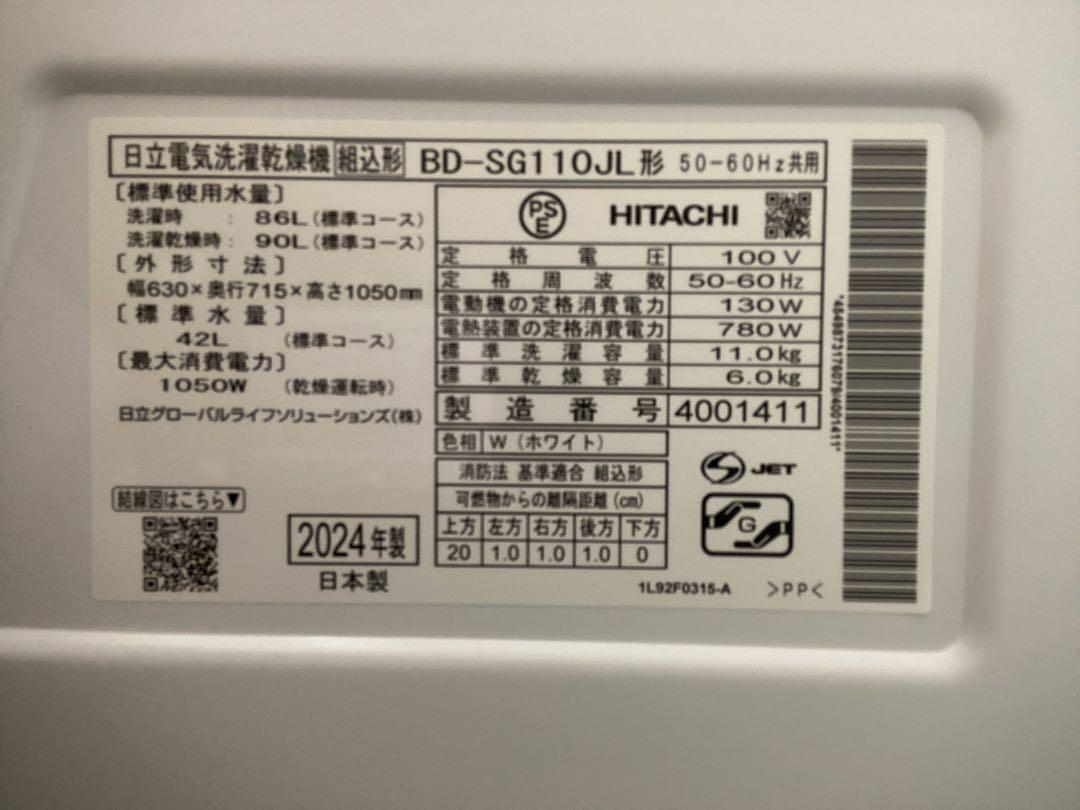 日立電気洗濯乾燥機 組込形 BD-SG110JL形 50-60Hz共用
〔標準使用水量〕
洗濯時 : 86L(標準コース)
洗濯乾燥時: 90L(標準コース)
〔外形寸法〕
幅630×奥行715×高さ1050mm
〔標準水量〕
42L (標準コース)
〔最大消費電力〕
1050W (乾燥運転時)
日立グローバルライフソリューションズ(株)
結線図はこちら▼
2024年製
日本製
PSE HITACHI
定格電圧 100V
定格周波数 50-60Hz
電動機の定格消費電力 130W
電熱装置の定格消費電力 780W
標準洗濯容量 11.0kg
標準乾燥容量 6.0kg
製造番号 4001411
色相 W(ホワイト)
消防法 基準適合 組込形
可燃物からの離隔距離(cm)
上方 左方 右方 後方 下方
20 1.0 1.0 1.0 0
S JET
G
1L92F0315-A >PP<